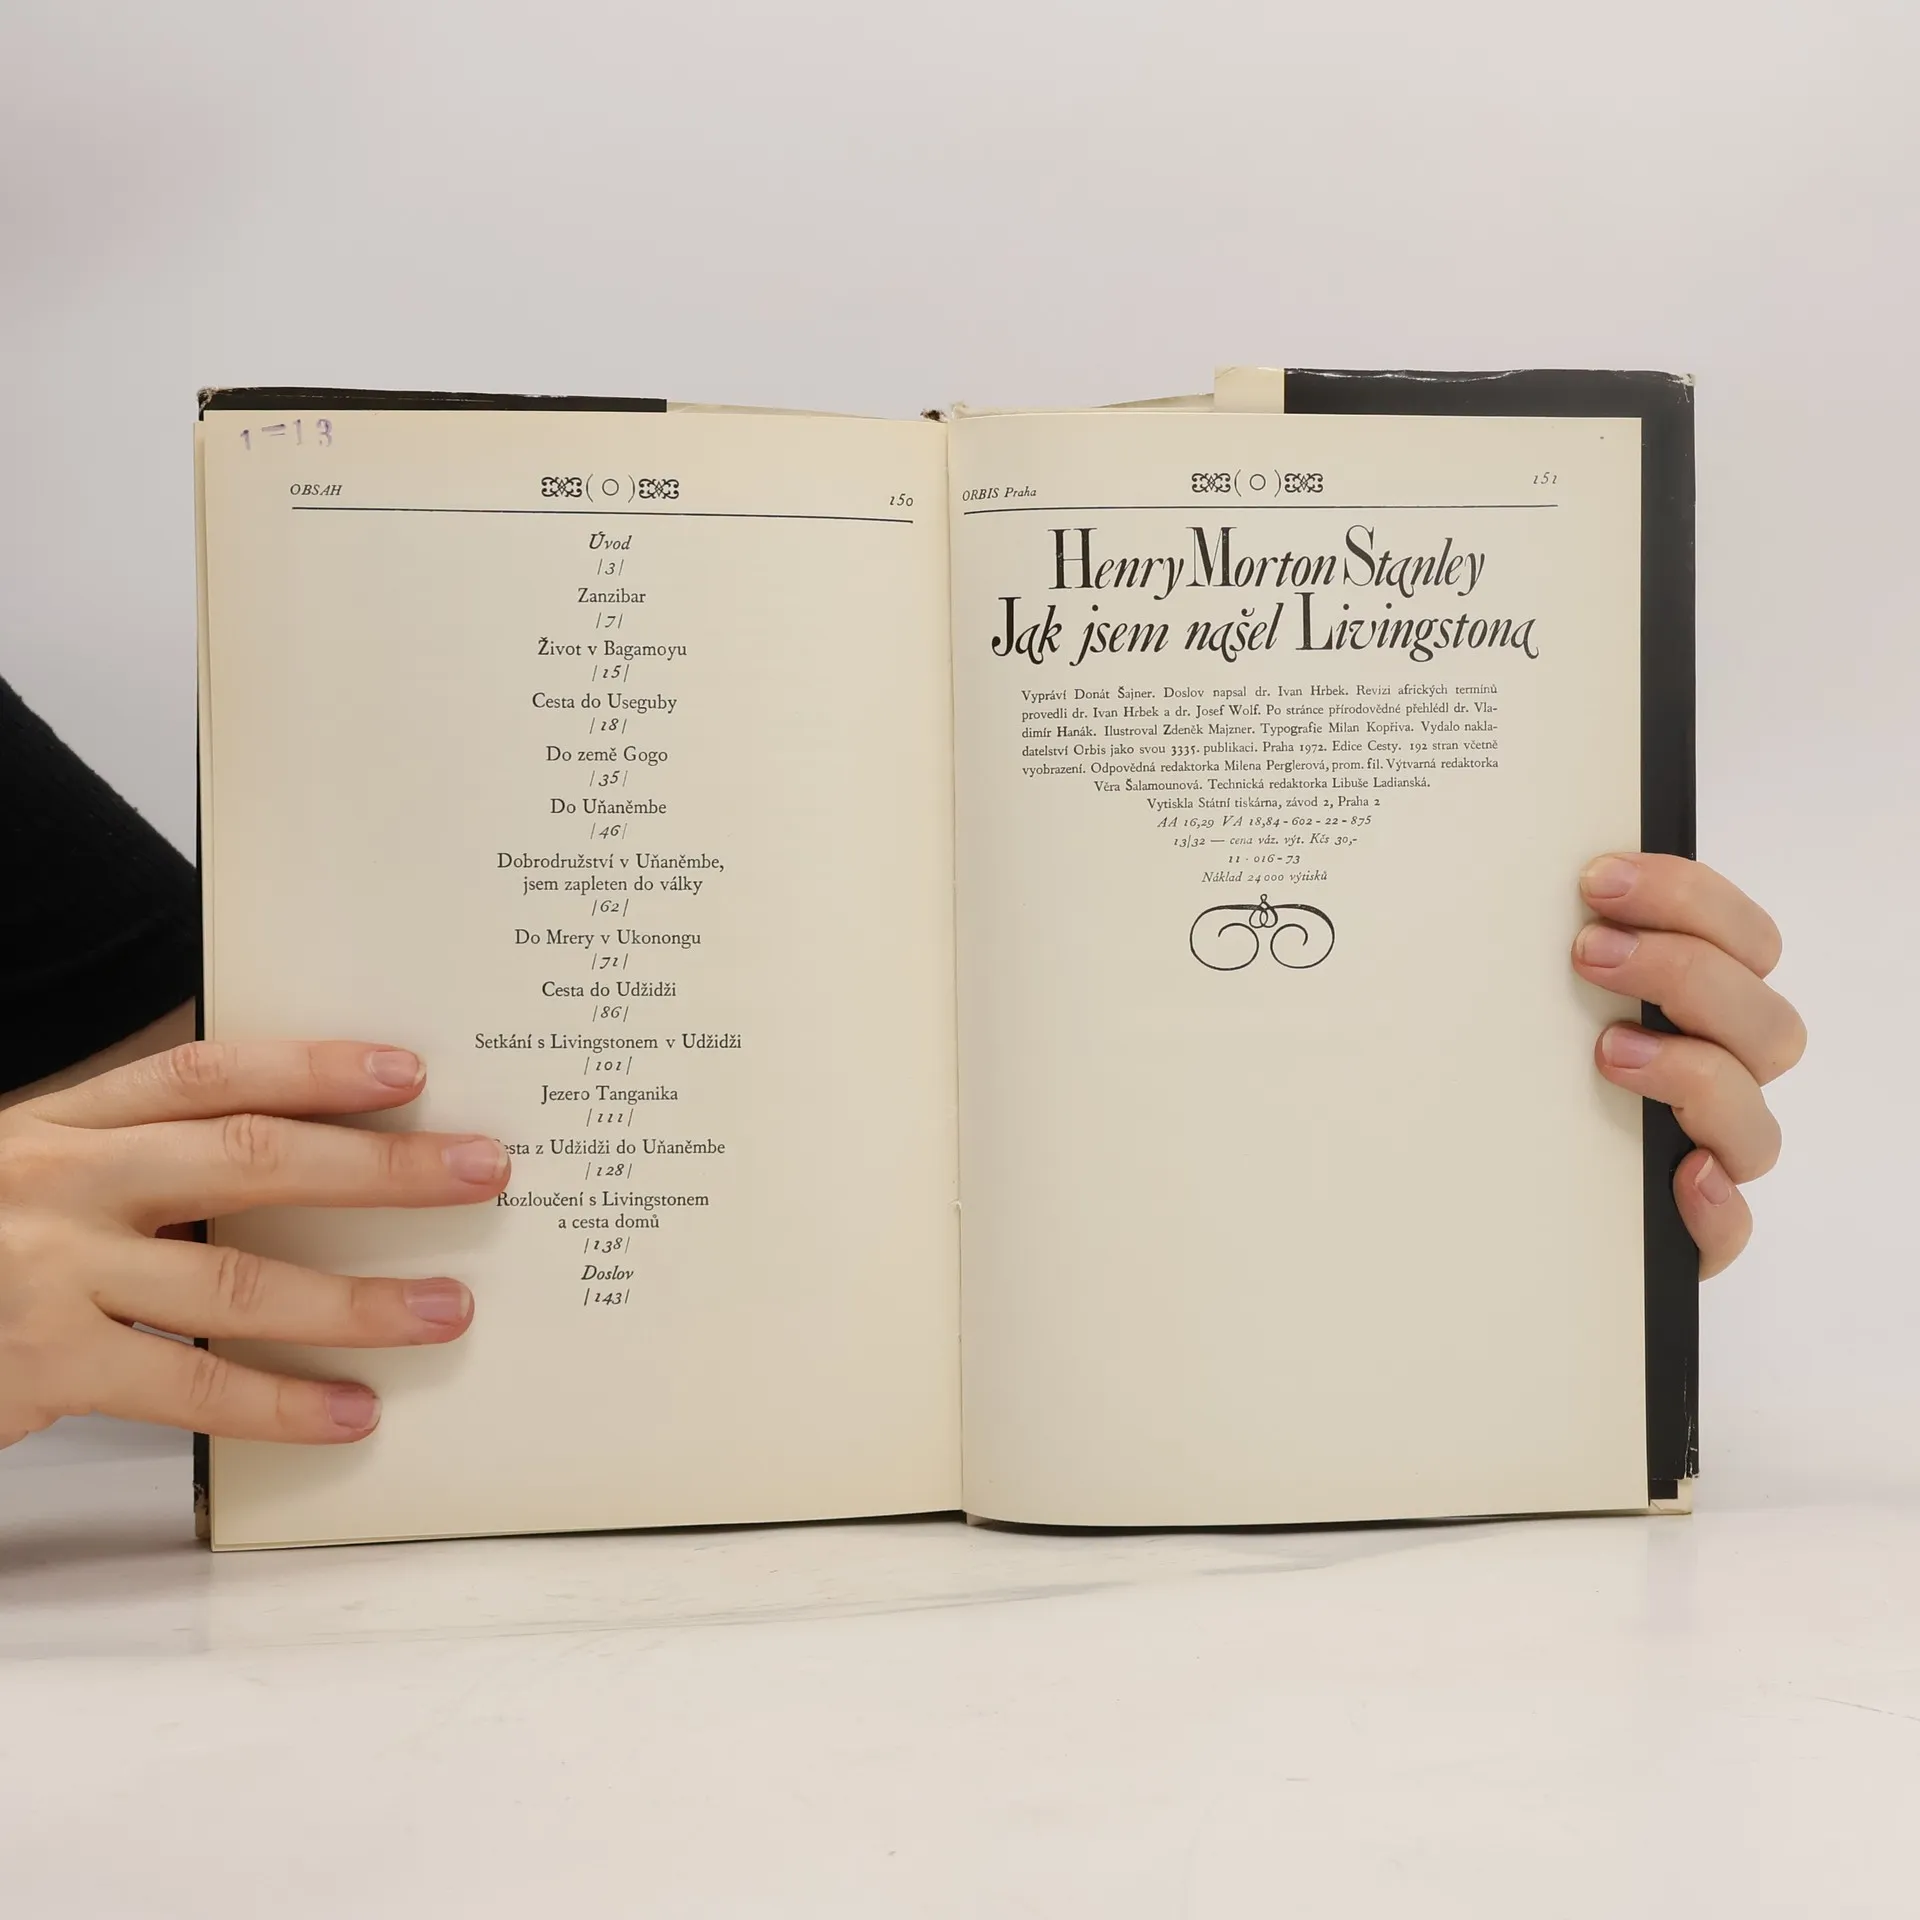 1=13
OBSAH
150
Úvod
/3/
Zanzibar
/7/
Život v Bagamoyu
/15/
Cesta do Useguby
/18/
Do země Gogo
/35/
Do Uňaněmbe
/46/
Dobrodružství v Uňaněmbe,
jsem zapleten do války
/62/
Do Mrery v Ukonongu
/71/
Cesta do Udžidži
/86/
Setkání s Livingstonem v Udžidži
/101/
Jezero Tanganika
/111/
esta z Udžidži do Uňaněmbe
/128/
Rozloučení s Livingstonem
a cesta domů
/138/
Doslov
/143/
ORBIS Praha
151
Henry Morton Stanley
Jak jsem našel Livingstona
Vypráví Donát Šajner. Doslov napsal dr. Ivan Hrbek. Revizi afrických termínů
provedli dr. Ivan Hrbek a dr. Josef Wolf. Po stránce přírodovědné přehlédl dr. Vla-
dimír Hanák. Ilustroval Zdeněk Majzner. Typografie Milan Kopřiva. Vydalo nakla-
datelství Orbis jako svou 3335. publikaci. Praha 1972. Edice Cesty. 192 stran včetně
vyobrazení. Odpovědná redaktorka Milena Perglerová, prom. fil. Výtvarná redaktorka
Věra Šalamounová. Technická redaktorka Libuše Ladianská.
Vytiskla Státní tiskárna, závod 2, Praha 2
AA 16,29 VA 18,84 - 602 - 22 - 875
13/32 — cena váz. výt. Kčs 30,-
11 - 016 - 73
Náklad 24 000 výtisků